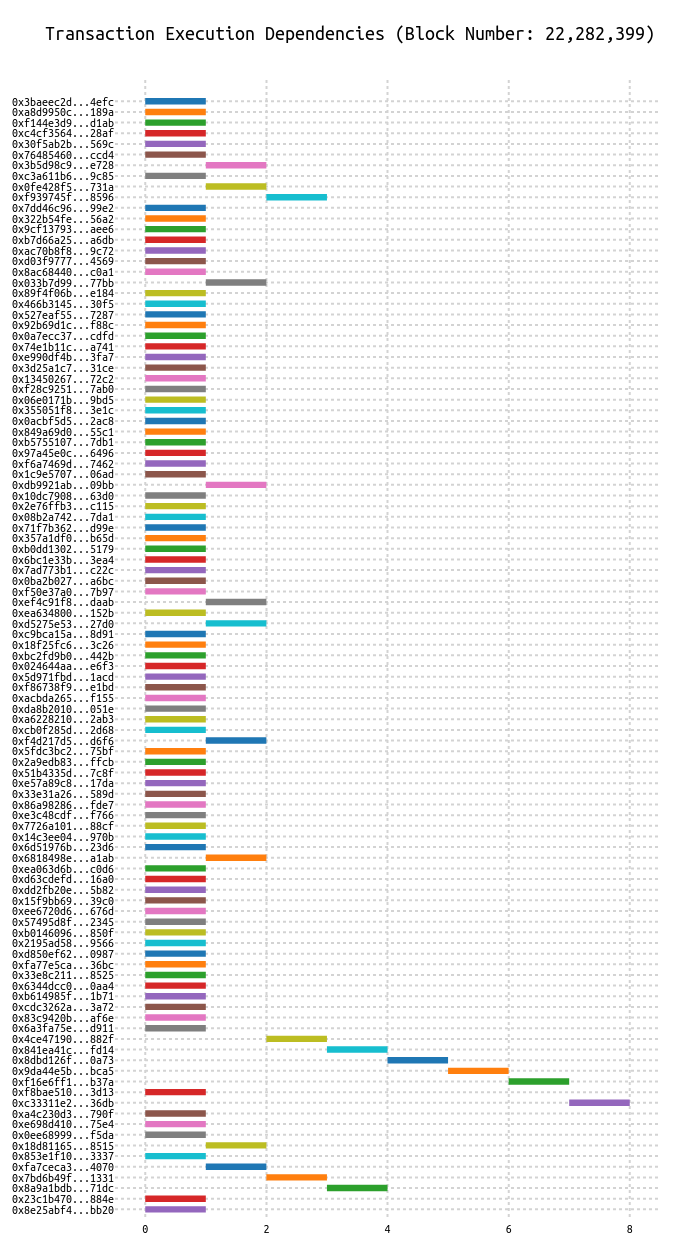 Transaction Execution Dependencies (Block Number: 22,282,399)
0x3baeec2d...4efc
0xa8d9950c...189a
0xf144e3d9...d1ab
0xc4cf3564...28af
0x30f5ab2b...569c
0x76485460...ccd4
0x3b5d98c9...e728
0xc3a611b6...9c85
0x0fe428f5...731a
0xf939745f...8596
0x7dd46c96...99e2
0x322b54fe...56a2
0x9cf13793...aee6
0xb7d66a25...a6db
0xac70b8f8...9c72
0xd03f9777...4569
0x8ac68440...c0a1
0x033b7d99...77bb
0x89f4f06b...e184
0x466b3145...30f5
0x527eaf55...7287
0x92b69d1c...f88c
0x0a7ecc37...cdfd
0x74e1b11c...a741
0xe990df4b...3fa7
0x3d25a1c7...31ce
0x13450267...72c2
0xf28c9251...7ab0
0x06e0171b...9bd5
0x355051f8...3e1c
0x0acbf5d5...2ac8
0x849a69d0...55c1
0xb5755107...7db1
0x97a45e0c...6496
0xf6a7469d...7462
0x1c9e5707...06ad
0xdb9921ab...09bb
0x10dc7908...63d0
0x2e76ffb3...c115
0x08b2a742...7da1
0x71f7b362...d99e
0x357a1df0...b65d
0xb0dd1302...5179
0x6bc1e33b...3ea4
0x7ad773b1...c22c
0x0ba2b027...a6bc
0xf50e37a0...7b97
0xef4c91f8...daab
0xea634800...152b
0xd5275e53...27d0
0xc9bca15a...8d91
0x18f25fc6...3c26
0xbc2fd9b0...442b
0x024644aa...e6f3
0x5d971fbd...1acd
0xf86738f9...e1bd
0xacbda265...f155
0xda8b2010...051e
0xa6228210...2ab3
0xcb0f285d...2d68
0xf4d217d5...d6f6
0x5fdc3bc2...75bf
0x2a9edb83...ffcb
0x51b4335d...7c8f
0xe57a89c8...17da
0x33e31a26...589d
0x86a98286...fde7
0xe3c48cdf...f766
0x7726a101...88cf
0x14c3ee04...970b
0x6d51976b...23d6
0x6818498e...a1ab
0xea063d6b...c0d6
0xd63cdefd...16a0
0xdd2fb20e...5b82
0x15f9bb69...39c0
0xee6720d6...676d
0x57495d8f...2345
0xb0146096...850f
0x2195ad58...9566
0xd850ef62...0987
0xfa77e5ca...36bc
0x33e8c211...8525
0x6344dcc0...0aa4
0xb614985f...1b71
0xcdc3262a...3a72
0x83c9420b...af6e
0x6a3fa75e...d911
0x4ce47190...882f
0x841ea41c...fd14
0x8dbd126f...0a73
0x9da44e5b...bca5
0xf16e6ff1...b37a
0xf8bae510...3d13
0xc33311e2...36db
0xa4c230d3...790f
0xe698d410...75e4
0x0ee68999...f5da
0x18d81165...8515
0x853e1f10...3337
0xfa7ceca3...4070
0x7bd6b49f...1331
0x8a9a1bdb...71dc
0x23c1b470...884e
0x8e25abf4...bb20
0 2 4 6 8